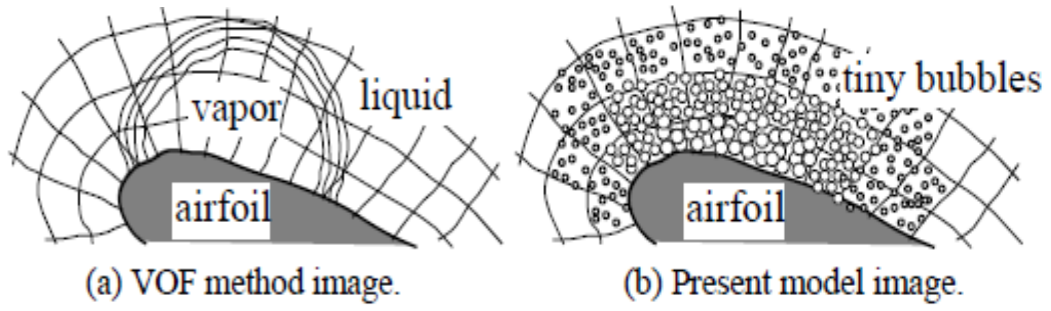 vapor
liquid
airfoil
(a) VOF method image.
tiny bubbles
airfoil
(b) Present model image.